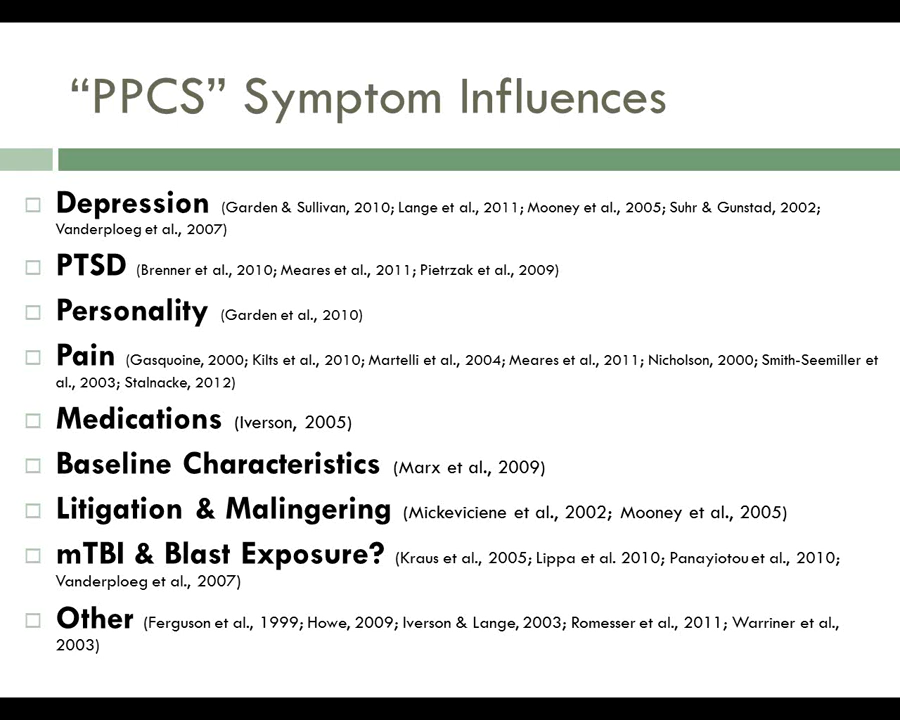 “PPCS” Symptom Influences
Depression (Garden & Sullivan, 2010; Lange et al., 2011; Mooney et al., 2005; Suhr & Gunstad, 2002;
Vanderploeg et al., 2007)
PTSD (Brenner et al., 2010; Meares et al., 2011; Pietrzak et al., 2009)
Personality (Garden et al., 2010)
Pain (Gasquoine, 2000; Kilts et al., 2010; Martelli et al., 2004; Meares et al., 2011; Nicholson, 2000; Smith-Seemiller et
al., 2003; Stalnacke, 2012)
Medications (Iverson, 2005)
Baseline Characteristics (Marx et al., 2009)
Litigation & Malingering (Mickeviciene et al., 2002; Mooney et al., 2005)
mTBI & Blast Exposure? (Kraus et al., 2005; Lippa et al. 2010; Panayiotou et al., 2010;
Vanderploeg et al., 2007)
Other (Ferguson et al., 1999; Howe, 2009; Iverson & Lange, 2003; Romesser et al., 2011; Warriner et al.,
2003)